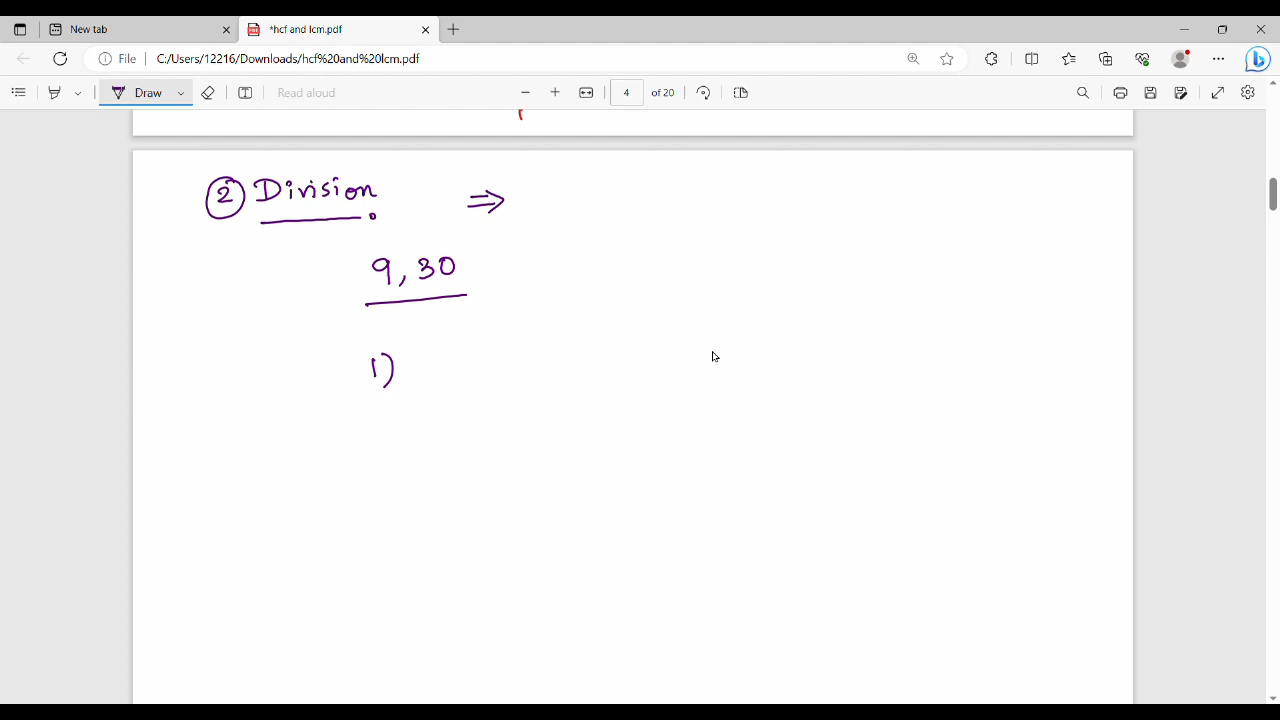 New tab
*hcf and lcm.pdf
File
C:/Users/12216/Downloads/hcf%20and%20lcm.pdf
Draw
Read aloud
4 of 20
② Division. ⇒
9, 30
1)